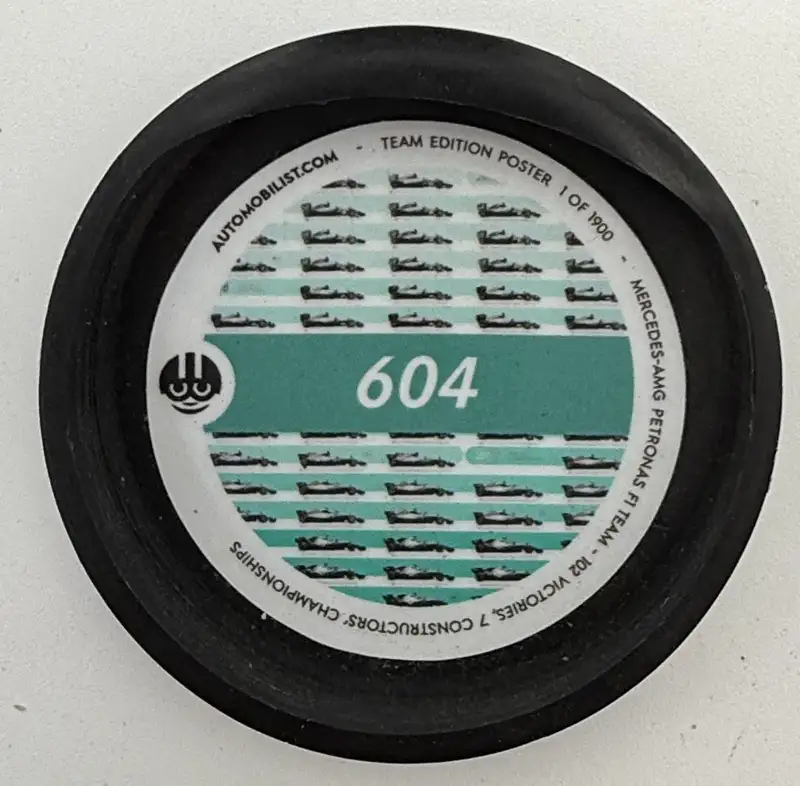 AUTOMOBILIST.COM - TEAM EDITION POSTER 1 OF 1900 - MERCEDES-AMG PETRONAS F1 TEAM - 102 VICTORIES, 7 CONSTRUCTORS' CHAMPIONSHIPS
604